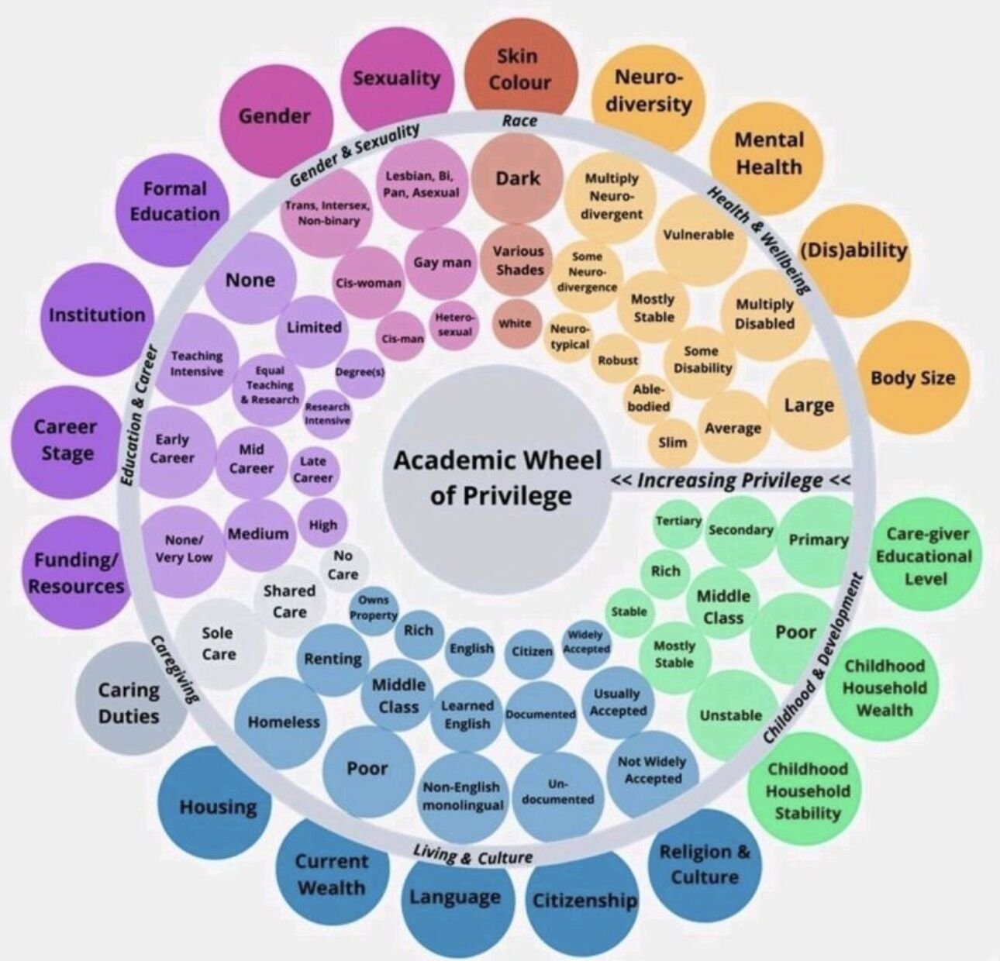 Academic Wheel
of Privilege
<< Increasing Privilege <<
Race
Skin
Colour
Dark
Various
Shades
White
Health & Wellbeing
Neuro-
diversity
Multiply
Neuro-
divergent
Some
Neuro-
divergence
Neuro-
typical
Mental
Health
Vulnerable
Mostly
Stable
Robust
(Dis)ability
Multiply
Disabled
Some
Disability
Able-
bodied
Body Size
Large
Average
Slim
Childhood & Development
Care-giver
Educational
Level
Primary
Secondary
Tertiary
Childhood
Household
Wealth
Poor
Middle
Class
Rich
Childhood
Household
Stability
Unstable
Mostly
Stable
Stable
Living & Culture
Religion &
Culture
Not Widely
Accepted
Usually
Accepted
Widely
Accepted
Citizenship
Un-
documented
Documented
Citizen
Language
Non-English
monolingual
Learned
English
English
Current
Wealth
Poor
Middle
Class
Rich
Housing
Homeless
Renting
Owns
Property
Caregiving
Caring
Duties
Sole
Care
Shared
Care
No
Care
Education & Career
Funding/
Resources
None/
Very Low
Medium
High
Career
Stage
Early
Career
Mid
Career
Late
Career
Institution
Teaching
Intensive
Equal
Teaching
& Research
Research
Intensive
Formal
Education
None
Limited
Degree(s)
Gender & Sexuality
Gender
Trans, Intersex,
Non-binary
Cis-woman
Cis-man
Sexuality
Lesbian, Bi,
Pan, Asexual
Gay man
Hetero-
sexual